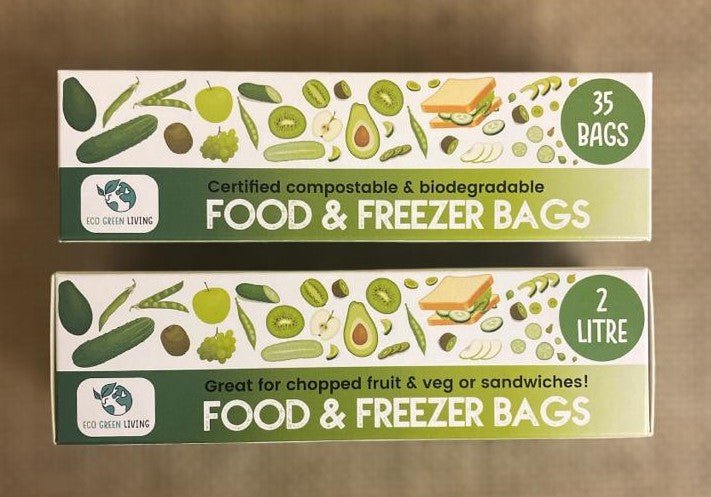 35
BAGS
Certified compostable & biodegradable
ECO GREEN LIVING
FOOD & FREEZER BAGS
2
LITRE
Great for chopped fruit & veg or sandwiches!
ECO GREEN LIVING
FOOD & FREEZER BAGS